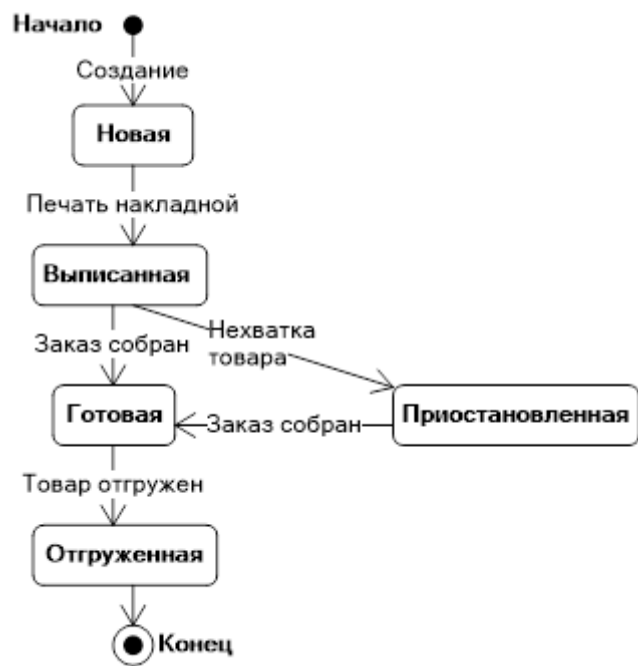 Начало
Создание
Новая
Печать накладной
Выписанная
Заказ собран
Нехватка
товара
Готовая
Заказ собран
Приостановленная
Товар отгружен
Отгруженная
Конец